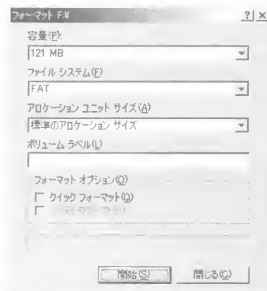 フォーマット F:¥
容量(P):
121 MB
ファイル システム(F)
FAT
アロケーション ユニット サイズ(A)
標準のアロケーション サイズ
ボリューム ラベル(L)
フォーマット オプション(O)
クイック フォーマット(Q)
開始(S)
閉じる(C)